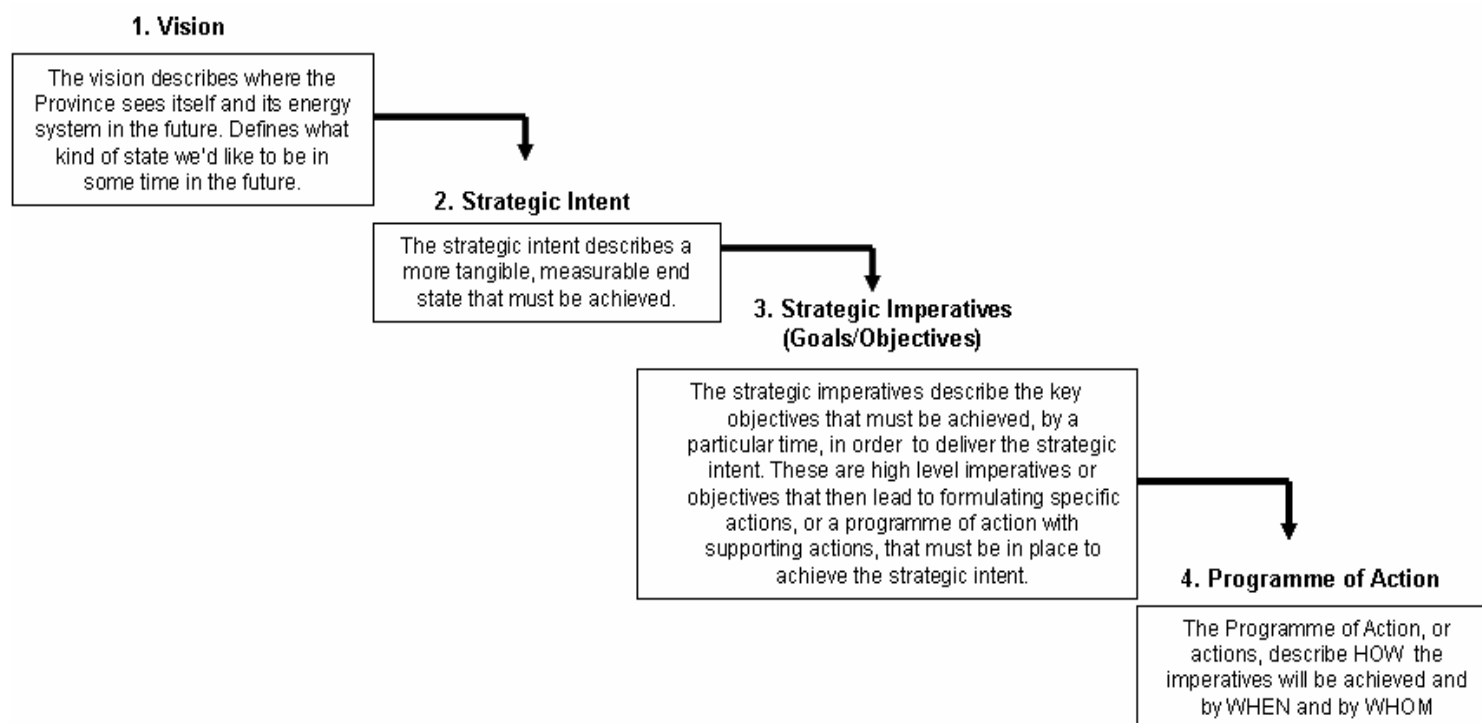 1. Vision
The vision describes where the
Province sees itself and its energy
system in the future. Defines what
kind of state we'd like to be in
some time in the future.
2. Strategic Intent
The strategic intent describes a
more tangible, measurable end
state that must be achieved.
3. Strategic Imperatives
(Goals/Objectives)
The strategic imperatives describe the key
objectives that must be achieved, by a
particular time, in order to deliver the strategic
intent. These are high level imperatives or
objectives that then lead to formulating specific
actions, or a programme of action with
supporting actions, that must be in place to
achieve the strategic intent.
4. Programme of Action
The Programme of Action, or
actions, describe HOW the
imperatives will be achieved and
by WHEN and by WHOM